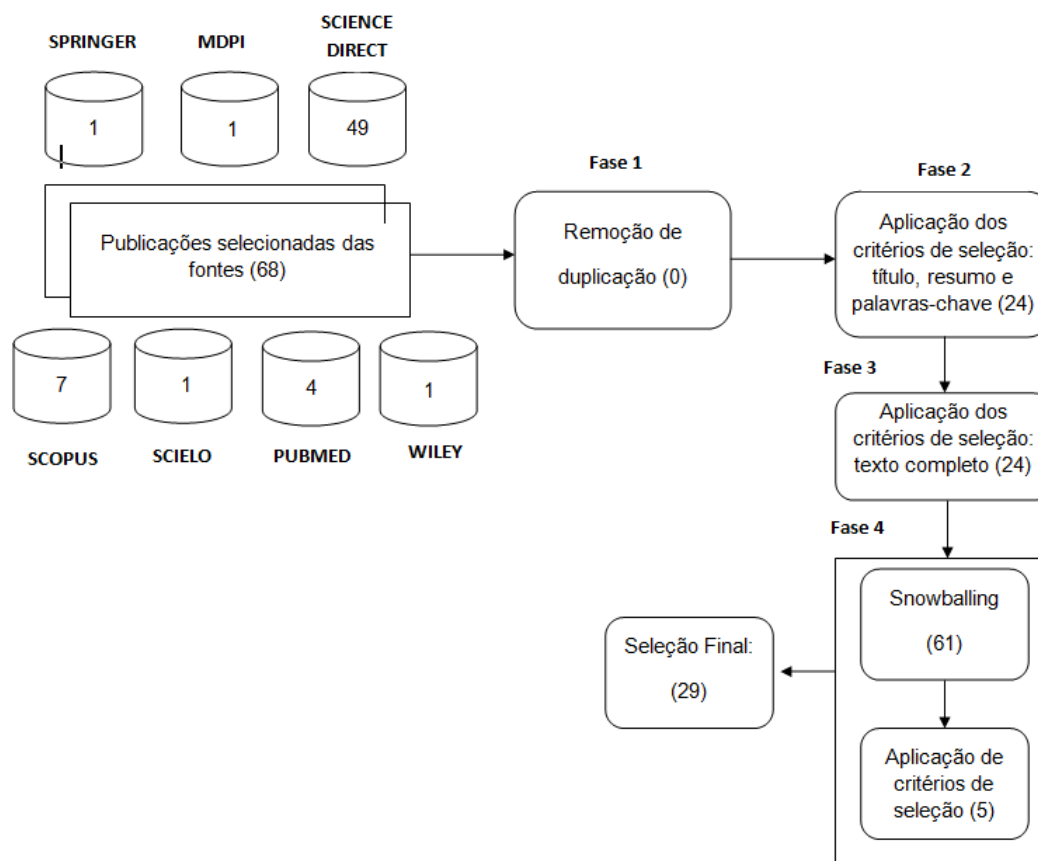 SPRINGER
MDPI
SCIENCE
DIRECT
1
1
49
Publicações selecionadas das
fontes (68)
7
1
4
1
SCOPUS
SCIELO
PUBMED
WILEY
Fase 1
Remoção de
duplicação (0)
Fase 2
Aplicação dos
critérios de seleção:
título, resumo e
palavras-chave (24)
Fase 3
Aplicação dos
critérios de seleção:
texto completo (24)
Fase 4
Snowballing
(61)
Aplicação de
critérios de
seleção (5)
Seleção Final:
(29)